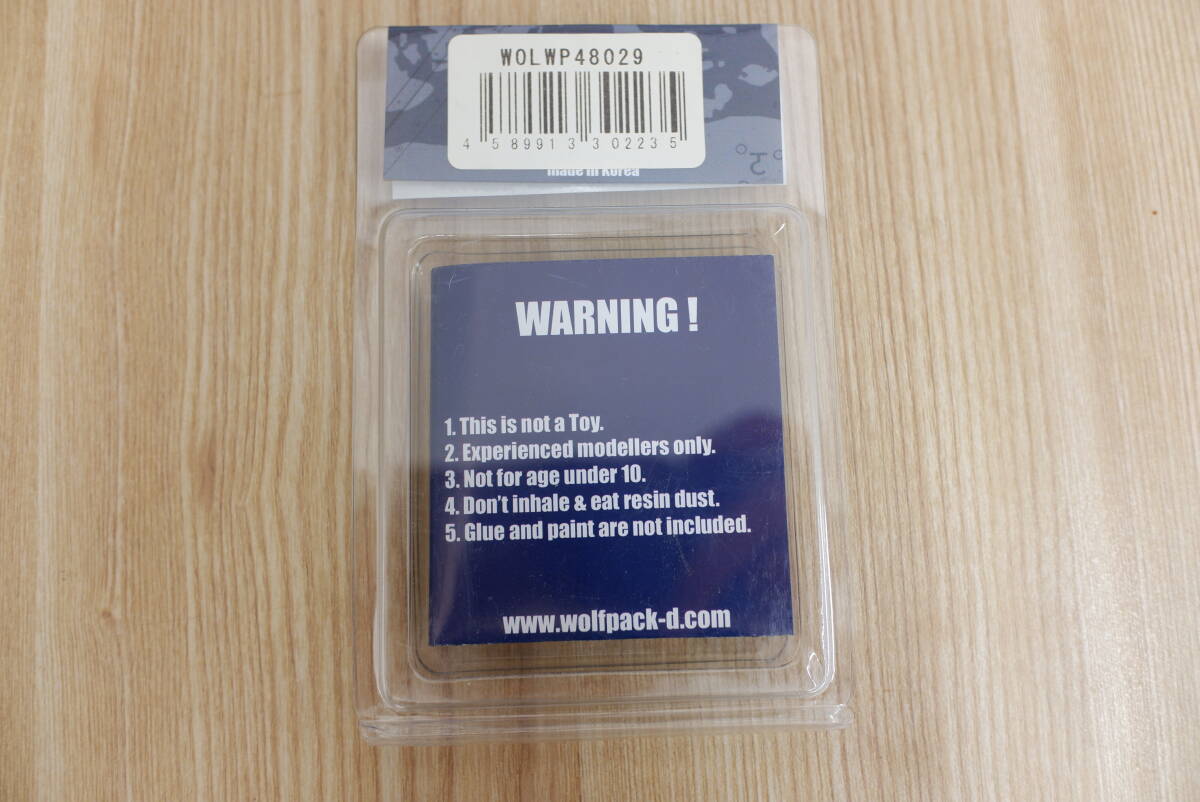 WOLWP48029
4 589913 302235
made in Korea
WARNING !
1. This is not a Toy.
2. Experienced modellers only.
3. Not for age under 10.
4. Don't inhale & eat resin dust.
5. Glue and paint are not included.
www.wolfpack-d.com